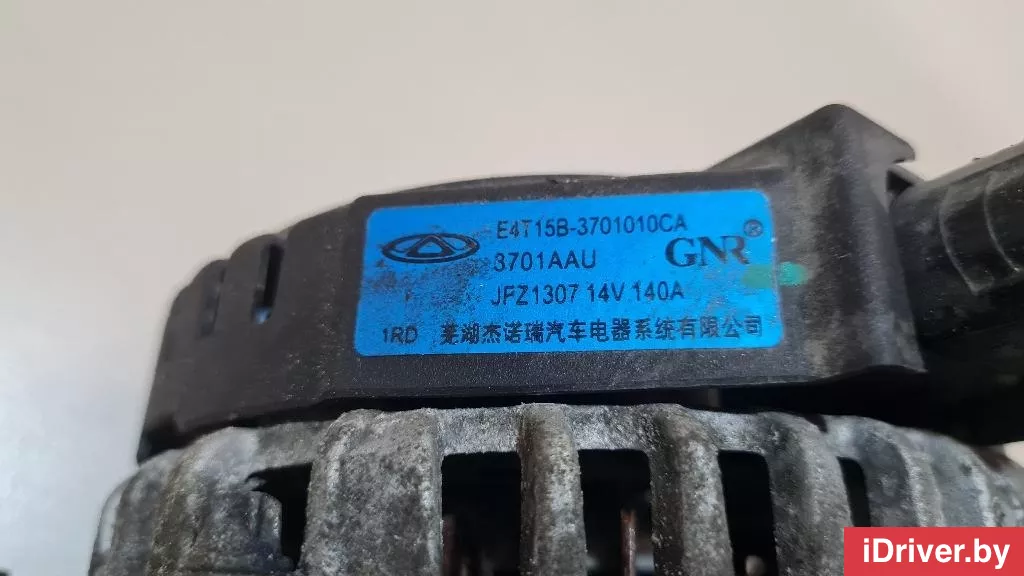 E4T15B-3701010CA
3701AAU
GNR®
JFZ1307 14V 140A
1RD 芜湖杰诺瑞汽车电器系统有限公司
iDriver.by